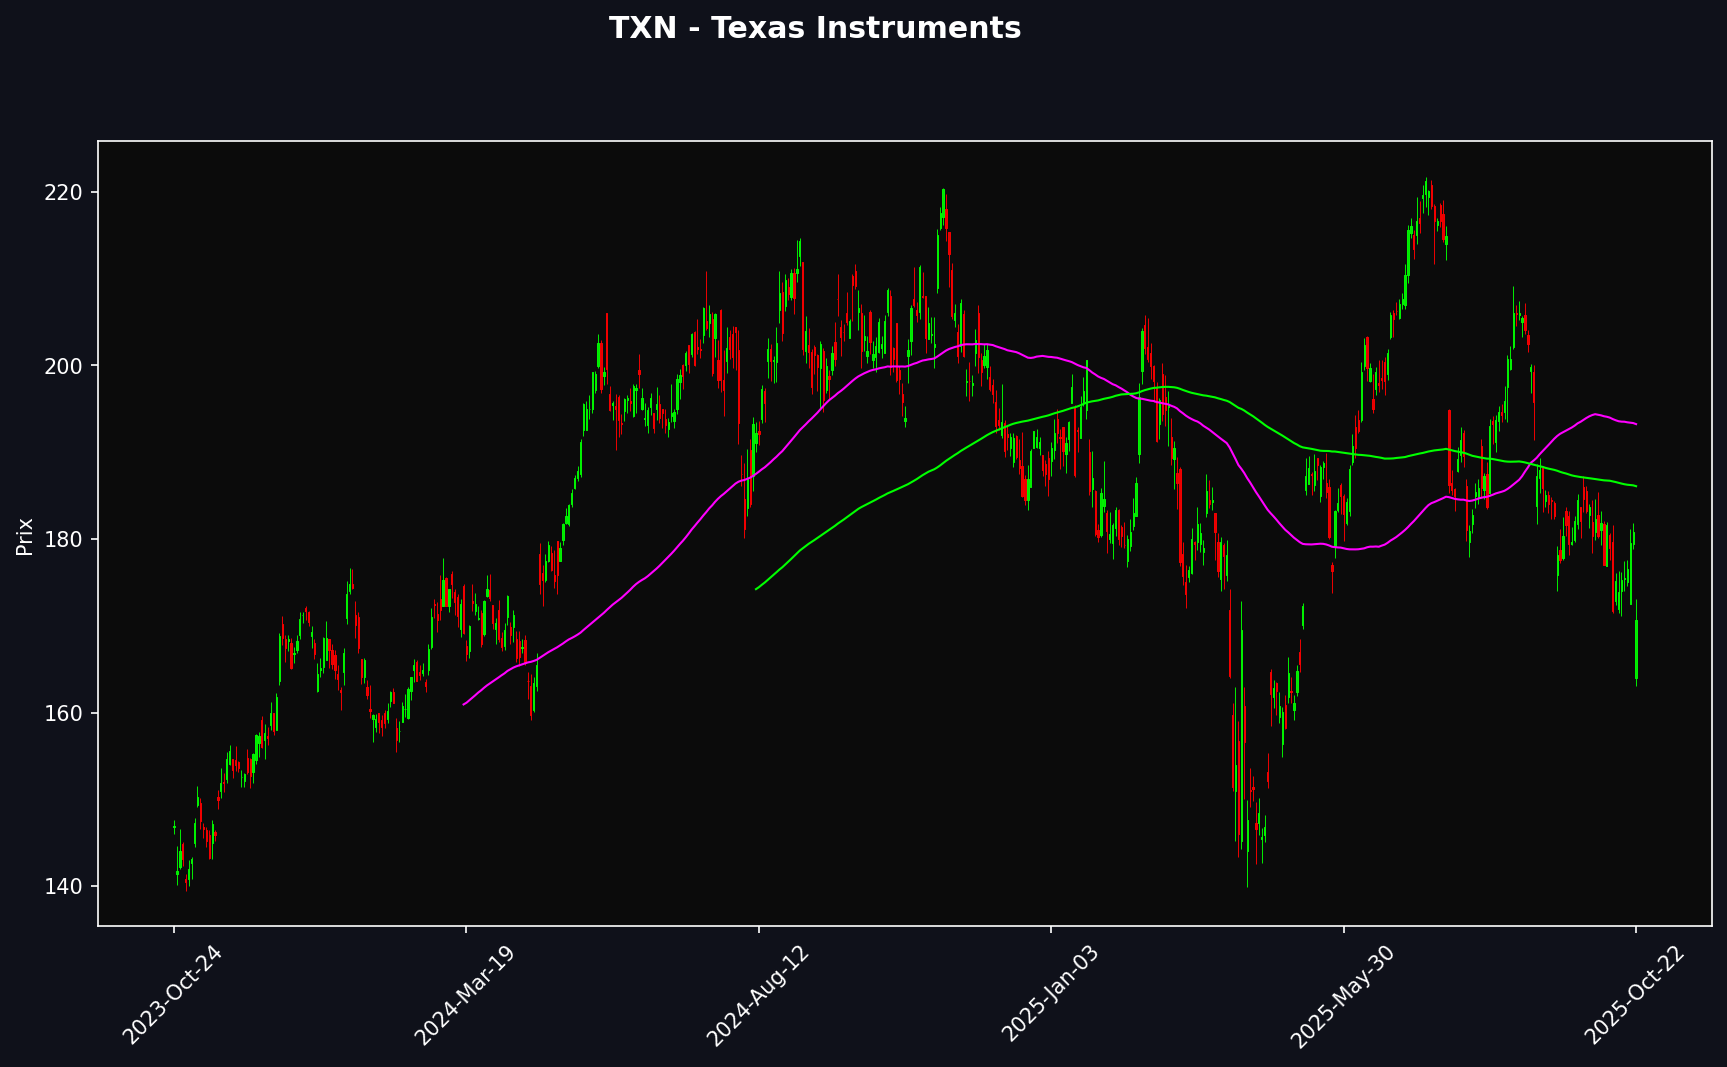 TXN - Texas Instruments
Prix
220
200
180
160
140
2023-Oct-24
2024-Mar-19
2024-Aug-12
2025-Jan-03
2025-May-30
2025-Oct-22